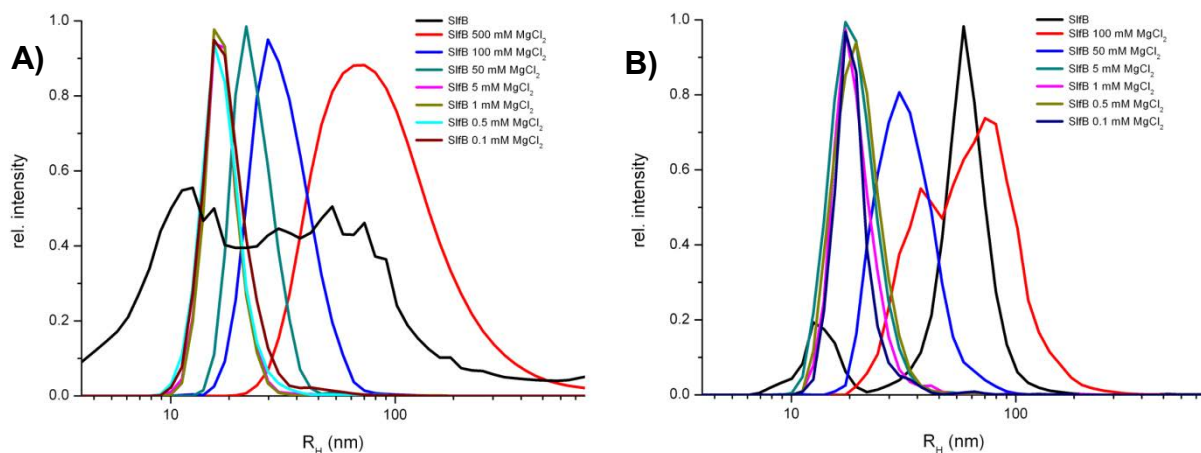 A)
1.0
0.8
0.6
0.4
0.2
0.0
rel. intensity
10
100
R_H (nm)
SlfB
SlfB 500 mM MgCl₂
SlfB 100 mM MgCl₂
SlfB 50 mM MgCl₂
SlfB 5 mM MgCl₂
SlfB 1 mM MgCl₂
SlfB 0.5 mM MgCl₂
SlfB 0.1 mM MgCl₂
B)
1.0
0.8
0.6
0.4
0.2
0.0
rel. intensity
10
100
R_H (nm)
SlfB
SlfB 100 mM MgCl₂
SlfB 50 mM MgCl₂
SlfB 5 mM MgCl₂
SlfB 1 mM MgCl₂
SlfB 0.5 mM MgCl₂
SlfB 0.1 mM MgCl₂